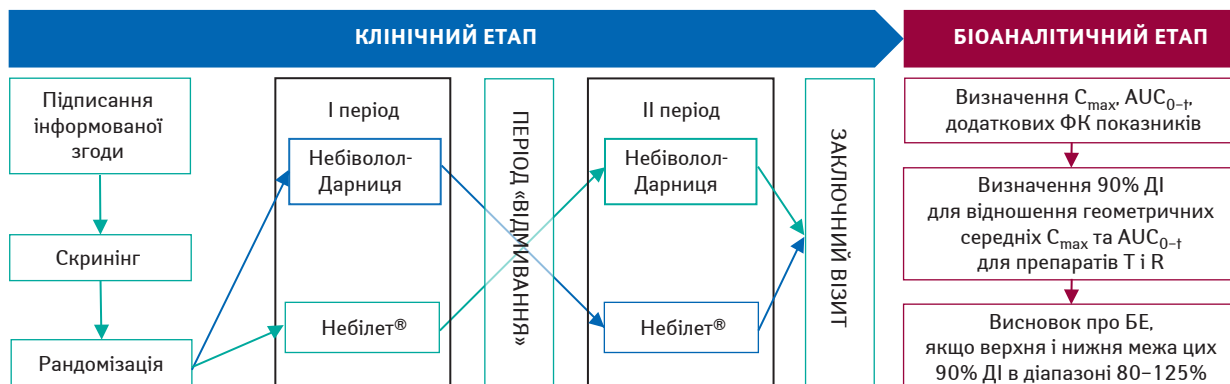 КЛІНІЧНИЙ ЕТАП
Підписання
інформованої
згоди
Скринінг
Рандомізація
I період
Небіволол-
Дарниця
Небілет®
ПЕРІОД «ВІДМИВАННЯ»
II період
Небіволол-
Дарниця
Небілет®
ЗАКЛЮЧНИЙ ВІЗИТ
БІОАНАЛІТИЧНИЙ ЕТАП
Визначення Cmax, AUC0–t,
додаткових ФК показників
Визначення 90% ДІ
для відношення геометричних
середніх Cmax та AUC0–t
для препаратів T і R
Висновок про БЕ,
якщо верхня і нижня межа цих
90% ДІ в діапазоні 80–125%